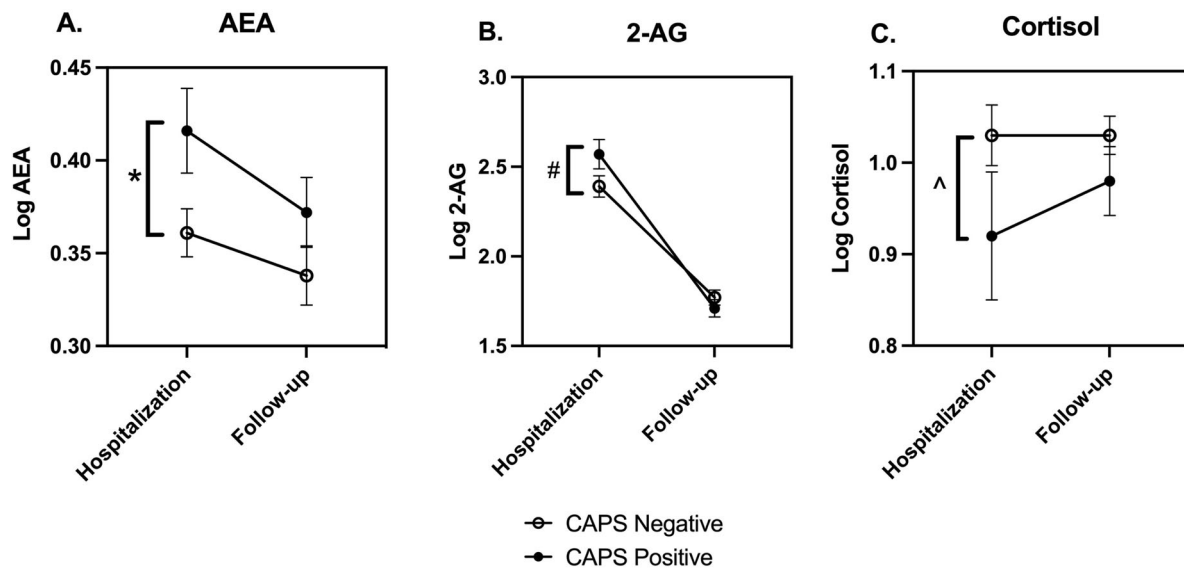 A. AEA
Log AEA
0.45
0.40
0.35
0.30
*
Hospitalization
Follow-up
B. 2-AG
Log 2-AG
3.0
2.5
2.0
1.5
#
Hospitalization
Follow-up
C. Cortisol
Log Cortisol
1.1
1.0
0.9
0.8
^
Hospitalization
Follow-up
CAPS Negative
CAPS Positive